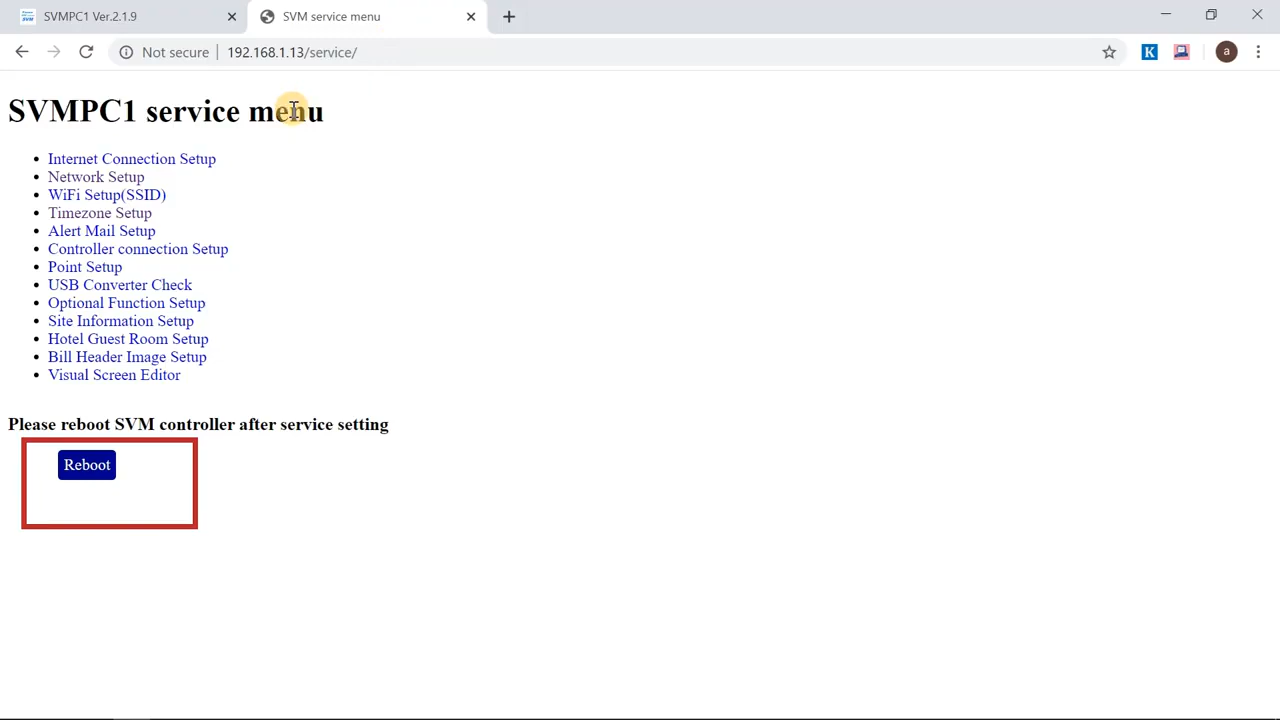 SVMPC1 Ver.2.1.9
SVM service menu
Not secure
192.168.1.13/service/
K
a
SVMPC1 service menu
Internet Connection Setup
Network Setup
WiFi Setup(SSID)
Timezone Setup
Alert Mail Setup
Controller connection Setup
Point Setup
USB Converter Check
Optional Function Setup
Site Information Setup
Hotel Guest Room Setup
Bill Header Image Setup
Visual Screen Editor
Please reboot SVM controller after service setting
Reboot